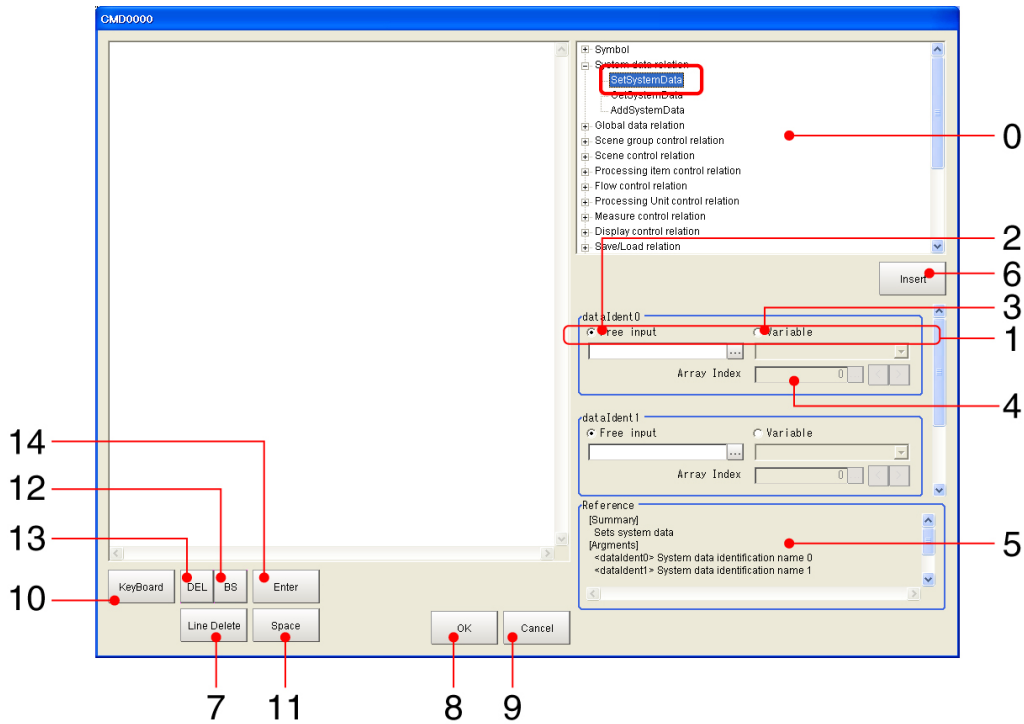 CMD0000
Symbol
System data relation
SetSystemData
GetSystemData
AddSystemData
Global data relation
Scene group control relation
Scene control relation
Processing item control relation
Flow control relation
Processing Unit control relation
Measure control relation
Display control relation
Save/Load relation
0
2
Insert
6
dataIdent0
3
Free input Variable
1
...
Array Index 0
4
dataIdent1
Free input Variable
...
Array Index 0
Reference
[Summary]
Sets system data
[Argments]
<dataIdent0> System data identification name 0
<dataIdent1> System data identification name 1
5
14
12
13
10
KeyBoard DEL BS Enter
Line Delete Space OK Cancel
7 11 8 9